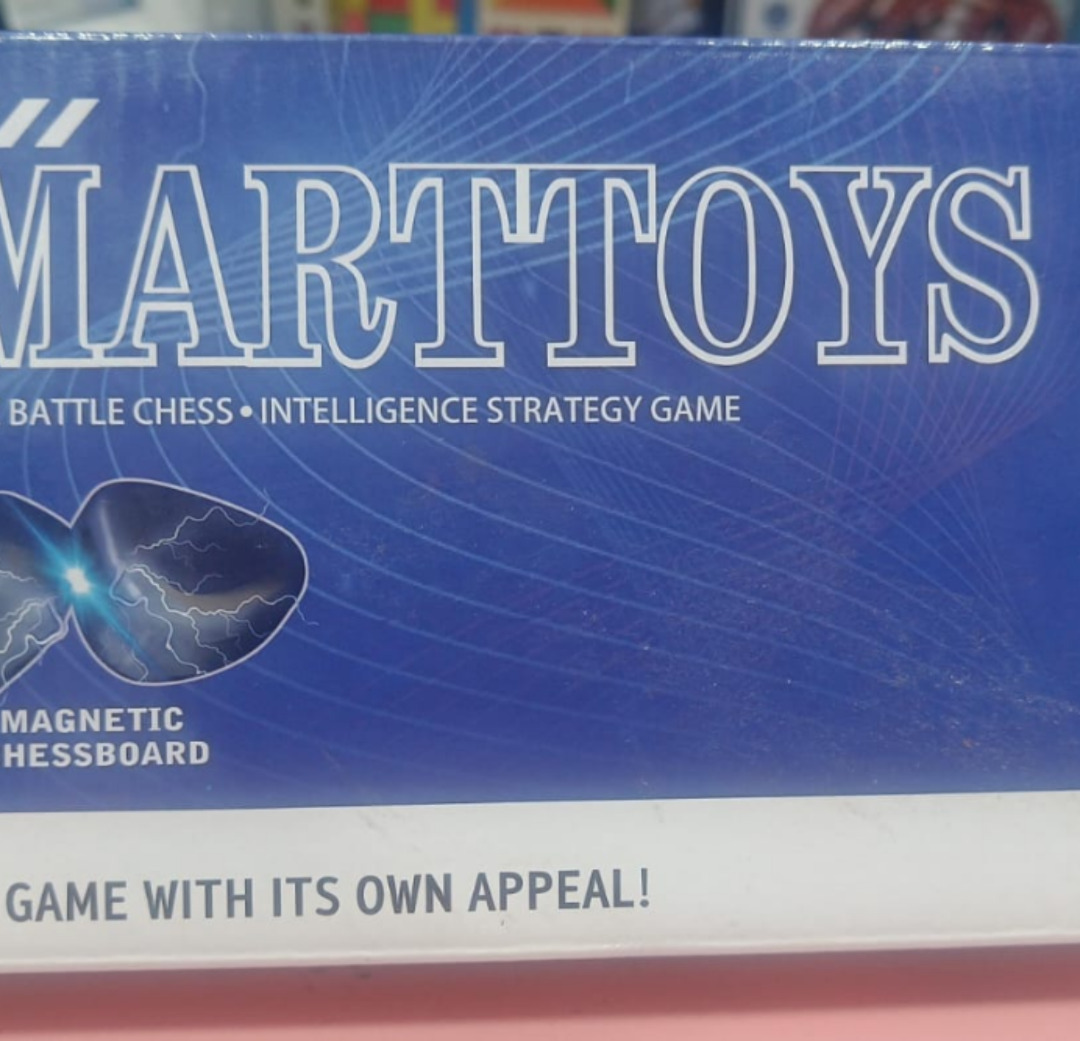 MARTTOYS
BATTLE CHESS • INTELLIGENCE STRATEGY GAME
MAGNETIC
HESSBOARD
GAME WITH ITS OWN APPEAL!